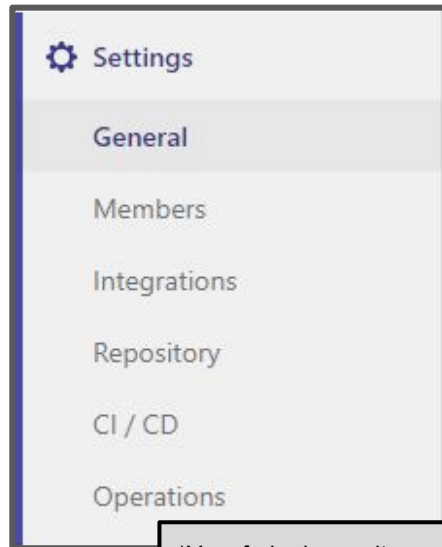 Settings
General
Members
Integrations
Repository
CI / CD
Operations